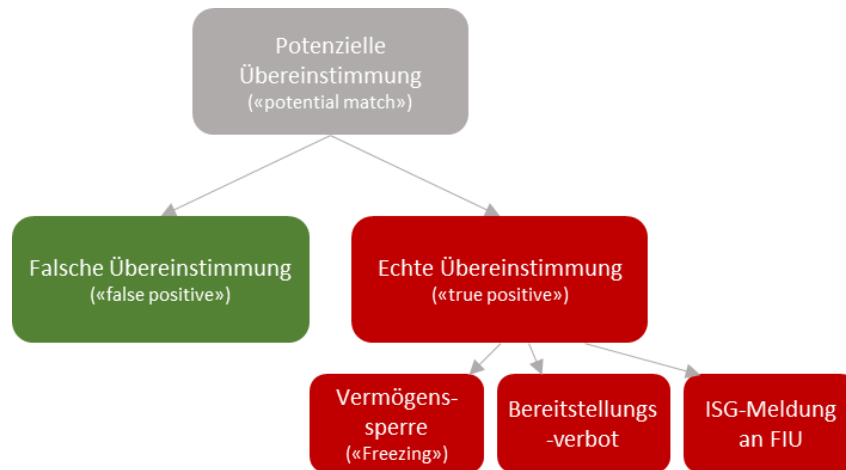 Potenzielle
Übereinstimmung
(«potential match»)
Falsche Übereinstimmung
(«false positive»)
Echte Übereinstimmung
(«true positive»)
Vermögens-
sperre
(«Freezing»)
Bereitstellungs
-verbot
ISG-Meldung
an FIU